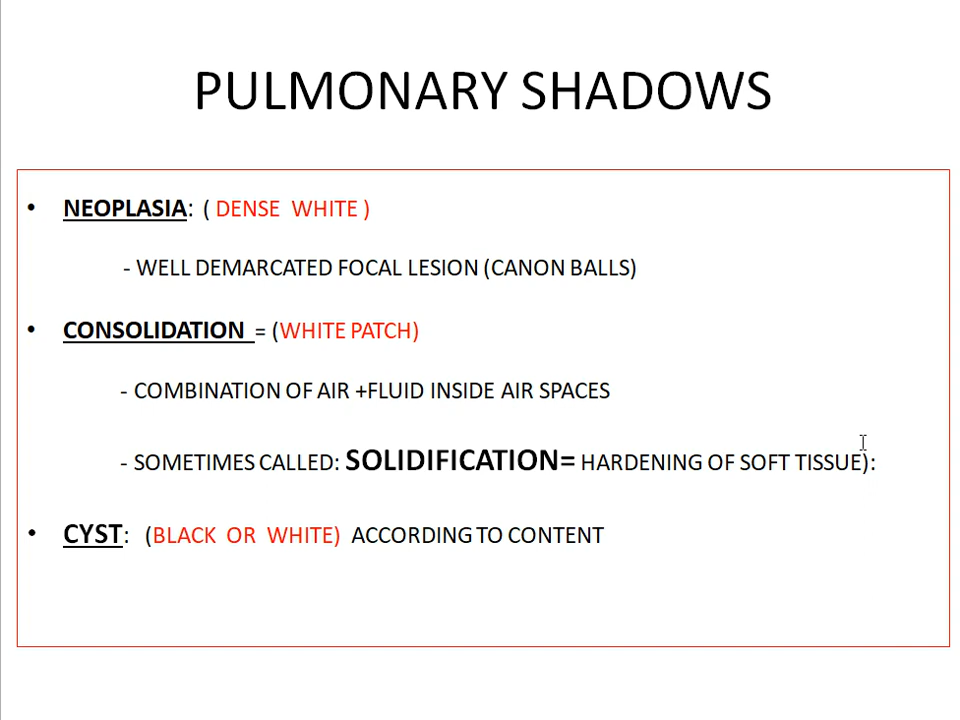 PULMONARY SHADOWS
• NEOPLASIA: ( DENSE WHITE )
- WELL DEMARCATED FOCAL LESION (CANON BALLS)
• CONSOLIDATION = (WHITE PATCH)
- COMBINATION OF AIR +FLUID INSIDE AIR SPACES
- SOMETIMES CALLED: SOLIDIFICATION= HARDENING OF SOFT TISSUE):
• CYST: (BLACK OR WHITE) ACCORDING TO CONTENT